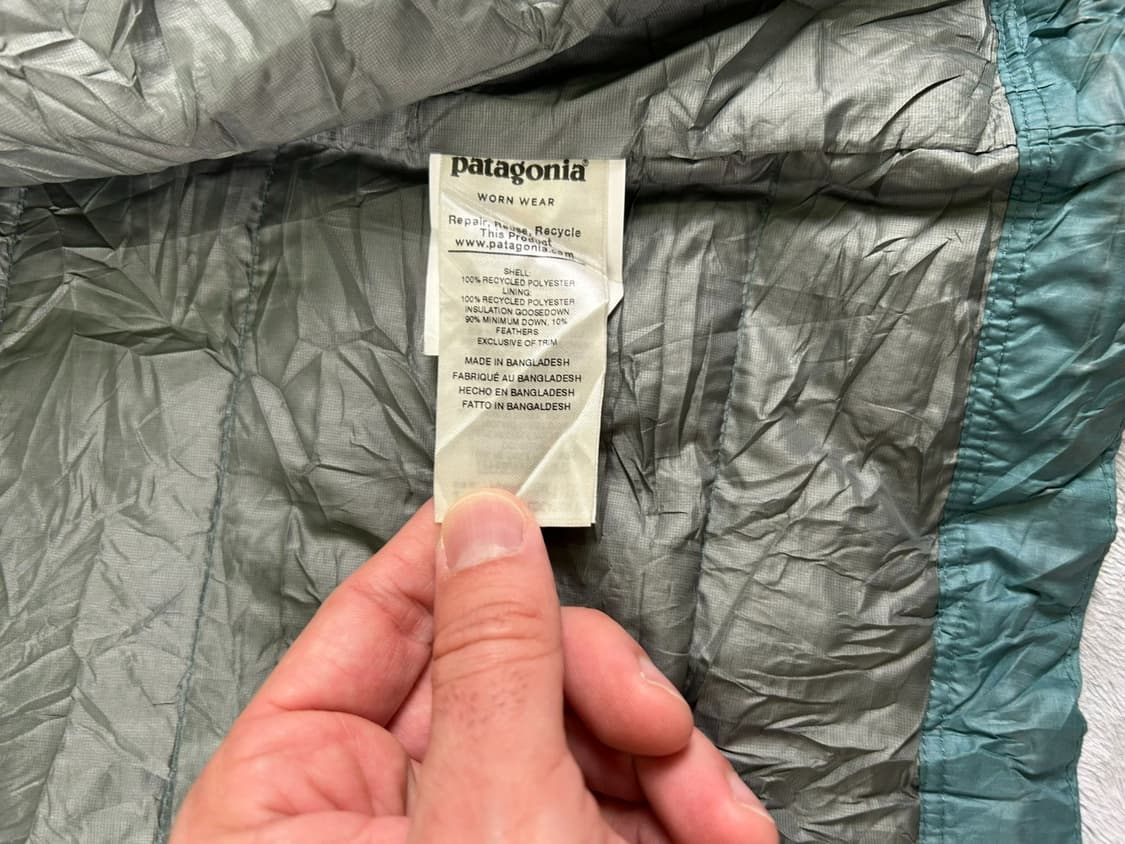 patagonia®
WORN WEAR
Repair, Reuse, Recycle
This Product
www.patagonia.com
SHELL:
100% RECYCLED POLYESTER
LINING:
100% RECYCLED POLYESTER
INSULATION GOOSEDOWN
90% MINIMUM DOWN, 10%
FEATHERS
EXCLUSIVE OF TRIM
MADE IN BANGLADESH
FABRIQUÉ AU BANGLADESH
HECHO EN BANGLADESH
FATTO IN BANGALDESH